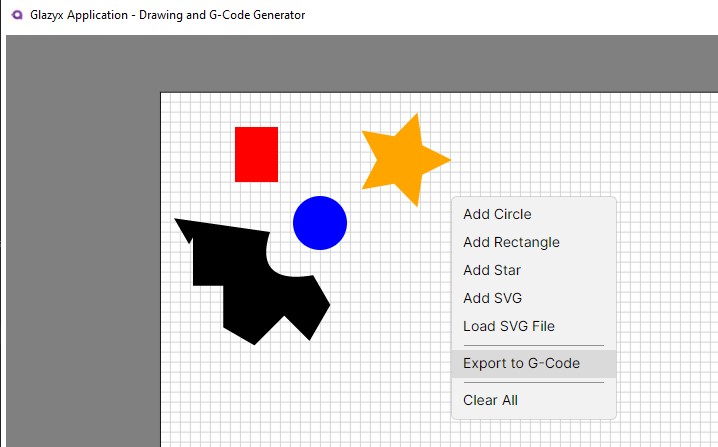 Glazyx Application - Drawing and G-Code Generator
Add Circle
Add Rectangle
Add Star
Add SVG
Load SVG File
Export to G-Code
Clear All